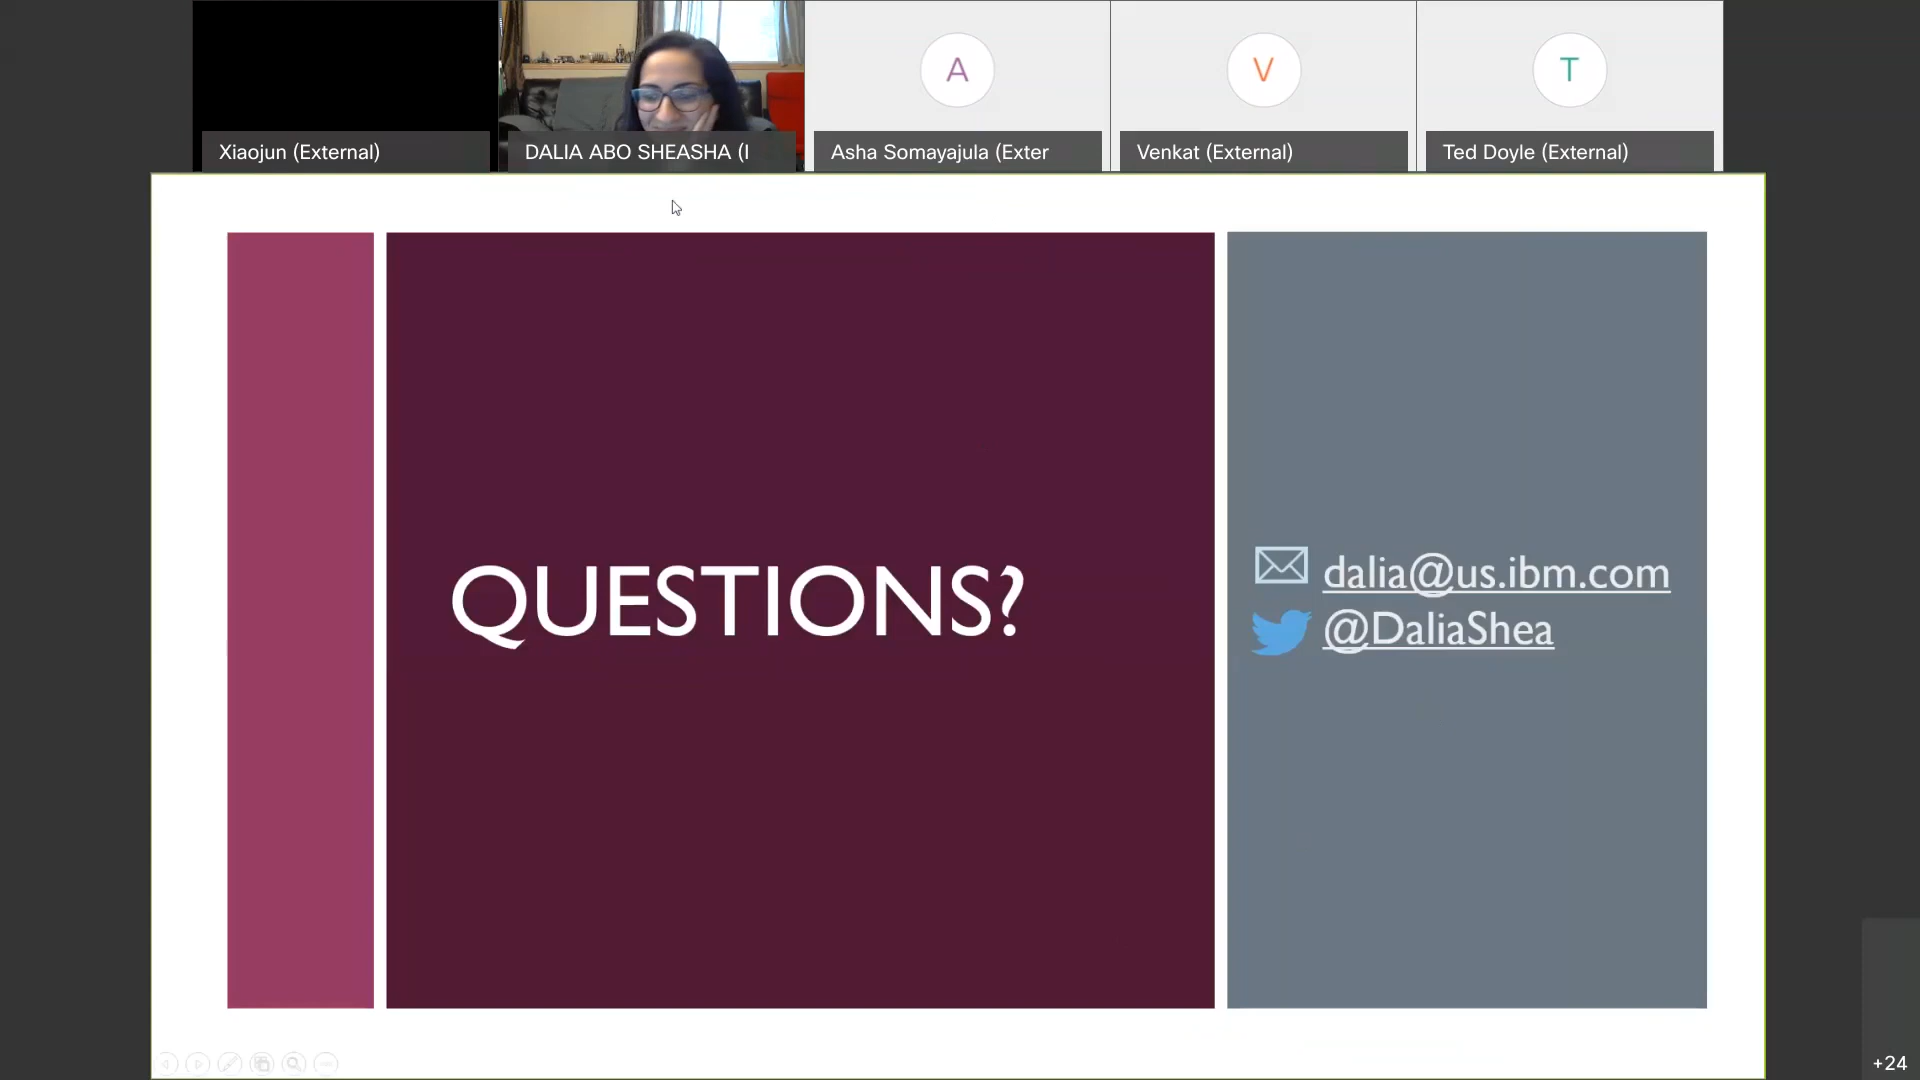 A
V
T
Xiaojun (External)
DALIA ABO SHEASHA (I
Asha Somayajula (Exter
Venkat (External)
Ted Doyle (External)
QUESTIONS?
dalia@us.ibm.com
@DaliaShea
+24